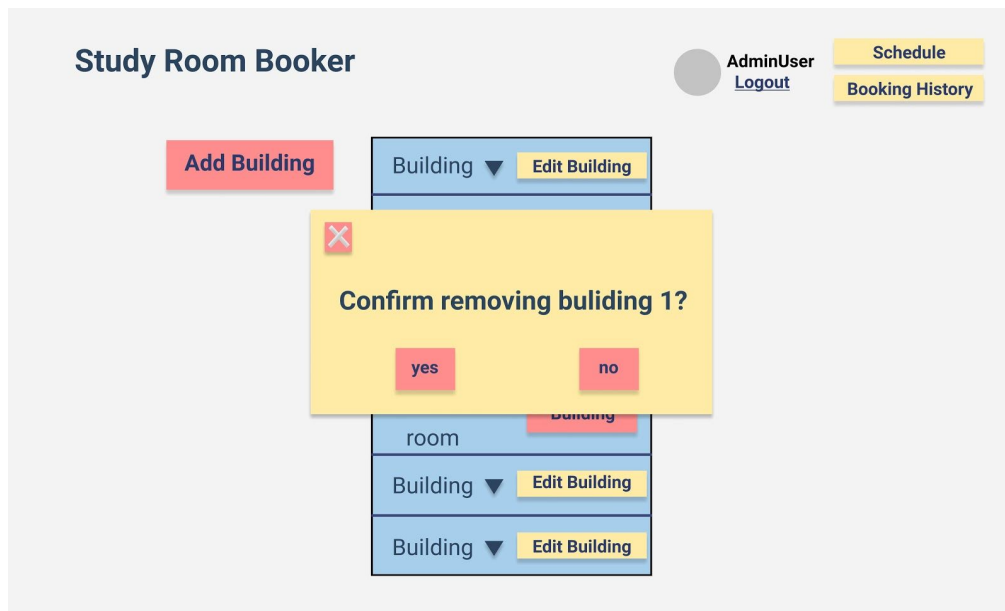 Study Room Booker
AdminUser
Logout
Schedule
Booking History
Add Building
Building
Edit Building
Confirm removing buliding 1?
yes
no
Building
room
Building
Edit Building
Building
Edit Building